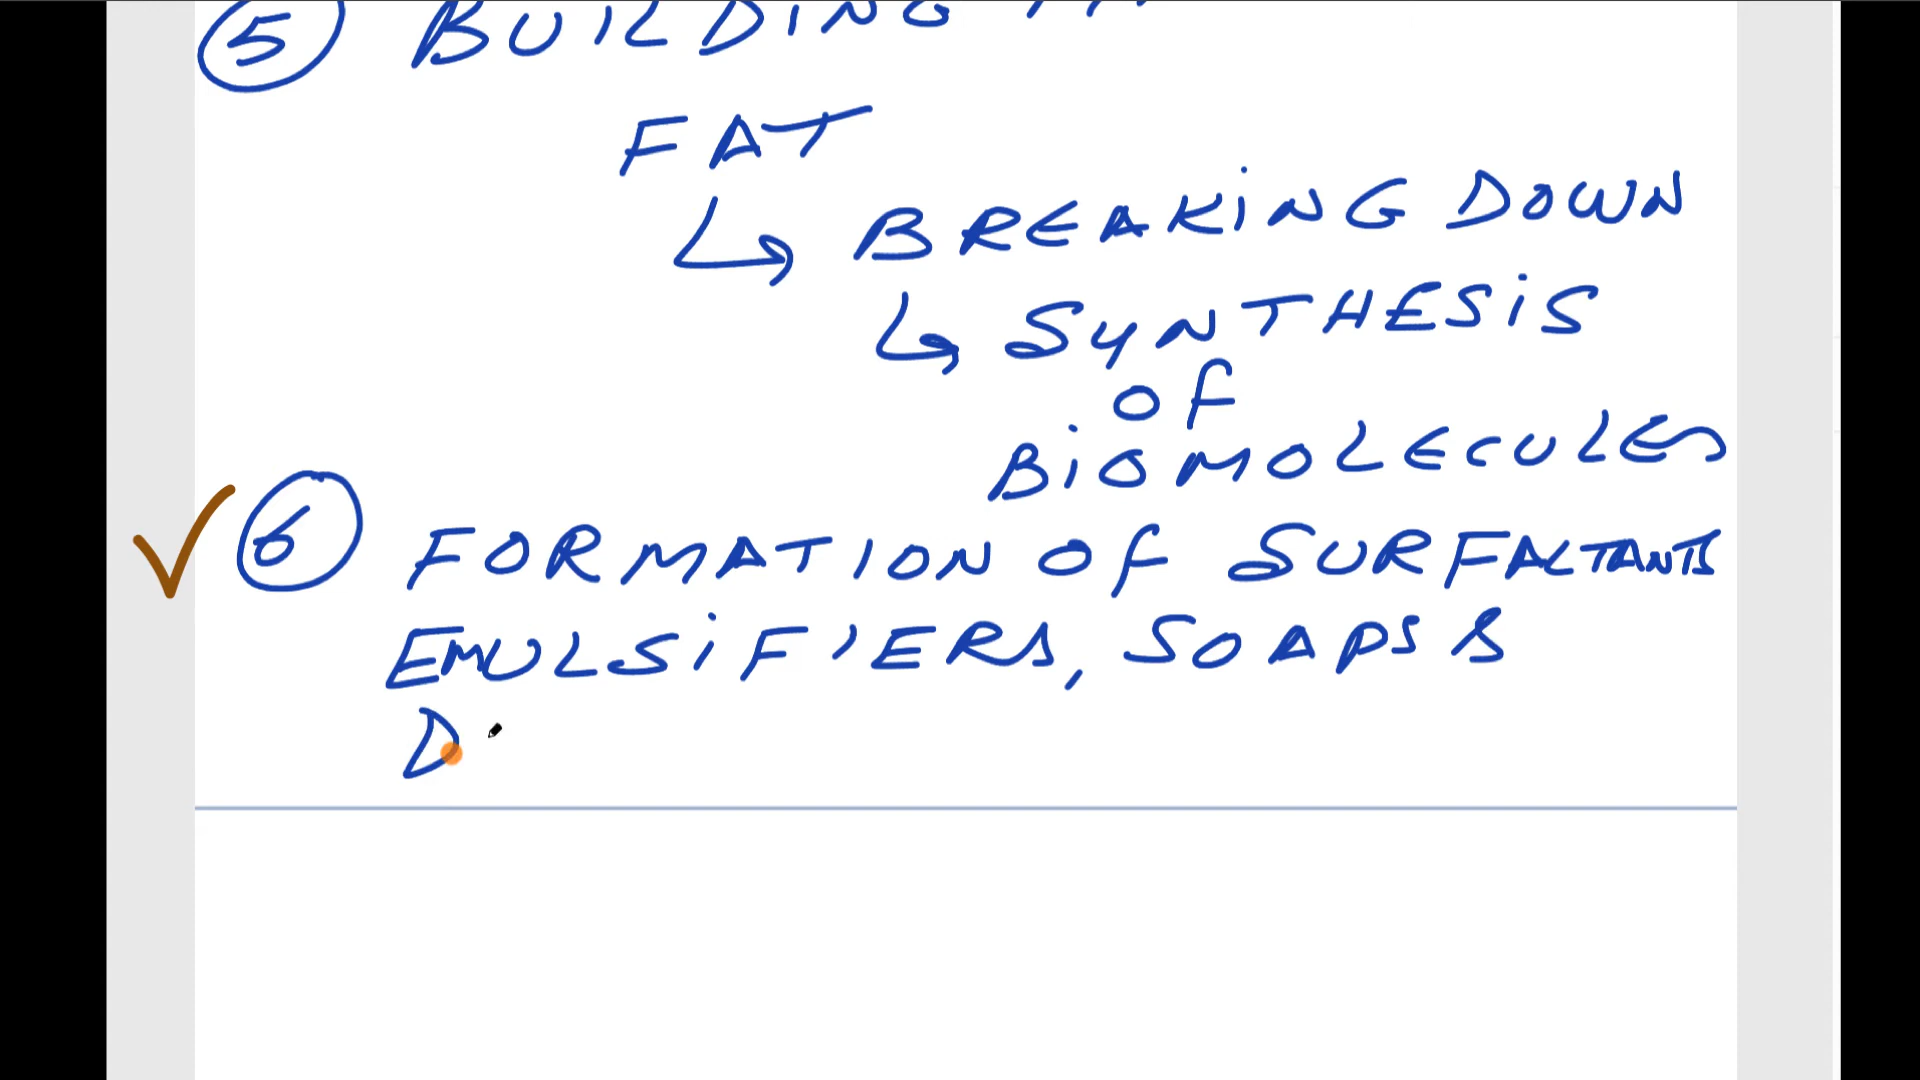 5 BUILDING
FAT
↳ BREAKING DOWN
↳ SYNTHESIS
OF
BIOMOLECULES
✓ 6 FORMATION OF SURFACTANTS
EMULSIFIERS, SOAPS &
D